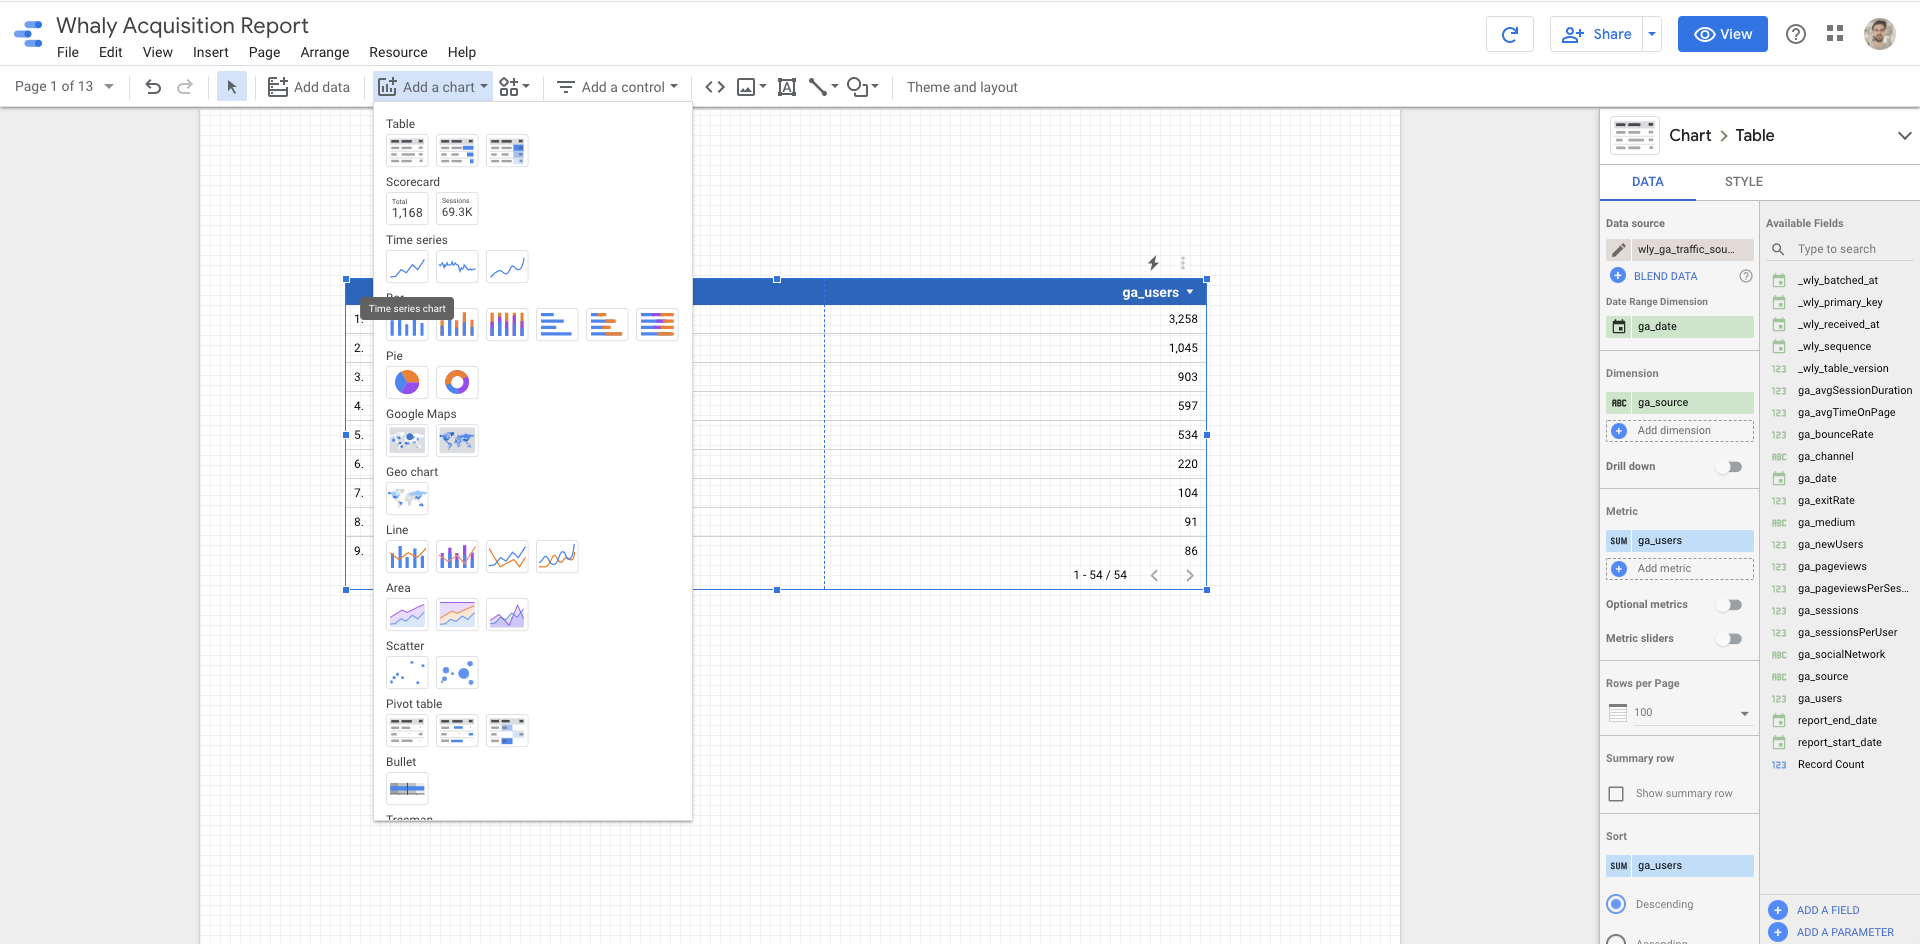 Whaly Acquisition Report
File Edit View Insert Page Arrange Resource Help
Share
View
Page 1 of 13
Add data
Add a chart
Add a control
Theme and layout
Table
Scorecard
Total
1,168
Sessions
69.3K
Time series
Time series chart
Pie
Google Maps
Geo chart
Line
Area
Scatter
Pivot table
Bullet
Treemap
ga_users
1. 3,258
2. 1,045
3. 903
4. 597
5. 534
6. 220
7. 104
8. 91
9. 86
1 - 54 / 54
Chart > Table
DATA STYLE
Data source
wly_ga_traffic_sou...
BLEND DATA
Date Range Dimension
ga_date
Dimension
ABC ga_source
Add dimension
Drill down
Metric
SUM ga_users
Add metric
Optional metrics
Metric sliders
Rows per Page
100
Summary row
Show summary row
Sort
SUM ga_users
Descending
Ascending
Available Fields
Type to search
_wly_batched_at
_wly_primary_key
_wly_received_at
_wly_sequence
123 _wly_table_version
123 ga_avgSessionDuration
123 ga_avgTimeOnPage
123 ga_bounceRate
ABC ga_channel
ga_date
123 ga_exitRate
ABC ga_medium
123 ga_newUsers
123 ga_pageviews
123 ga_pageviewsPerSes...
123 ga_sessions
123 ga_sessionsPerUser
ABC ga_socialNetwork
ABC ga_source
123 ga_users
report_end_date
report_start_date
123 Record Count
ADD A FIELD
ADD A PARAMETER